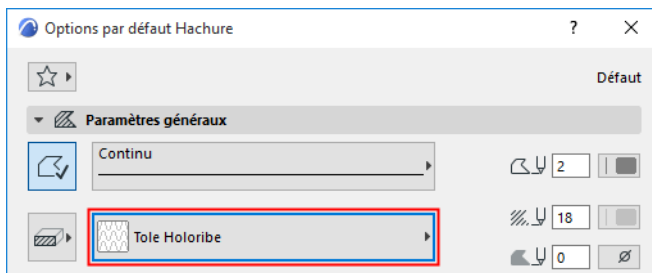 Options par défaut Hachure
?
Défaut
Paramètres généraux
Continu
2
Tole Holoribe
18
0